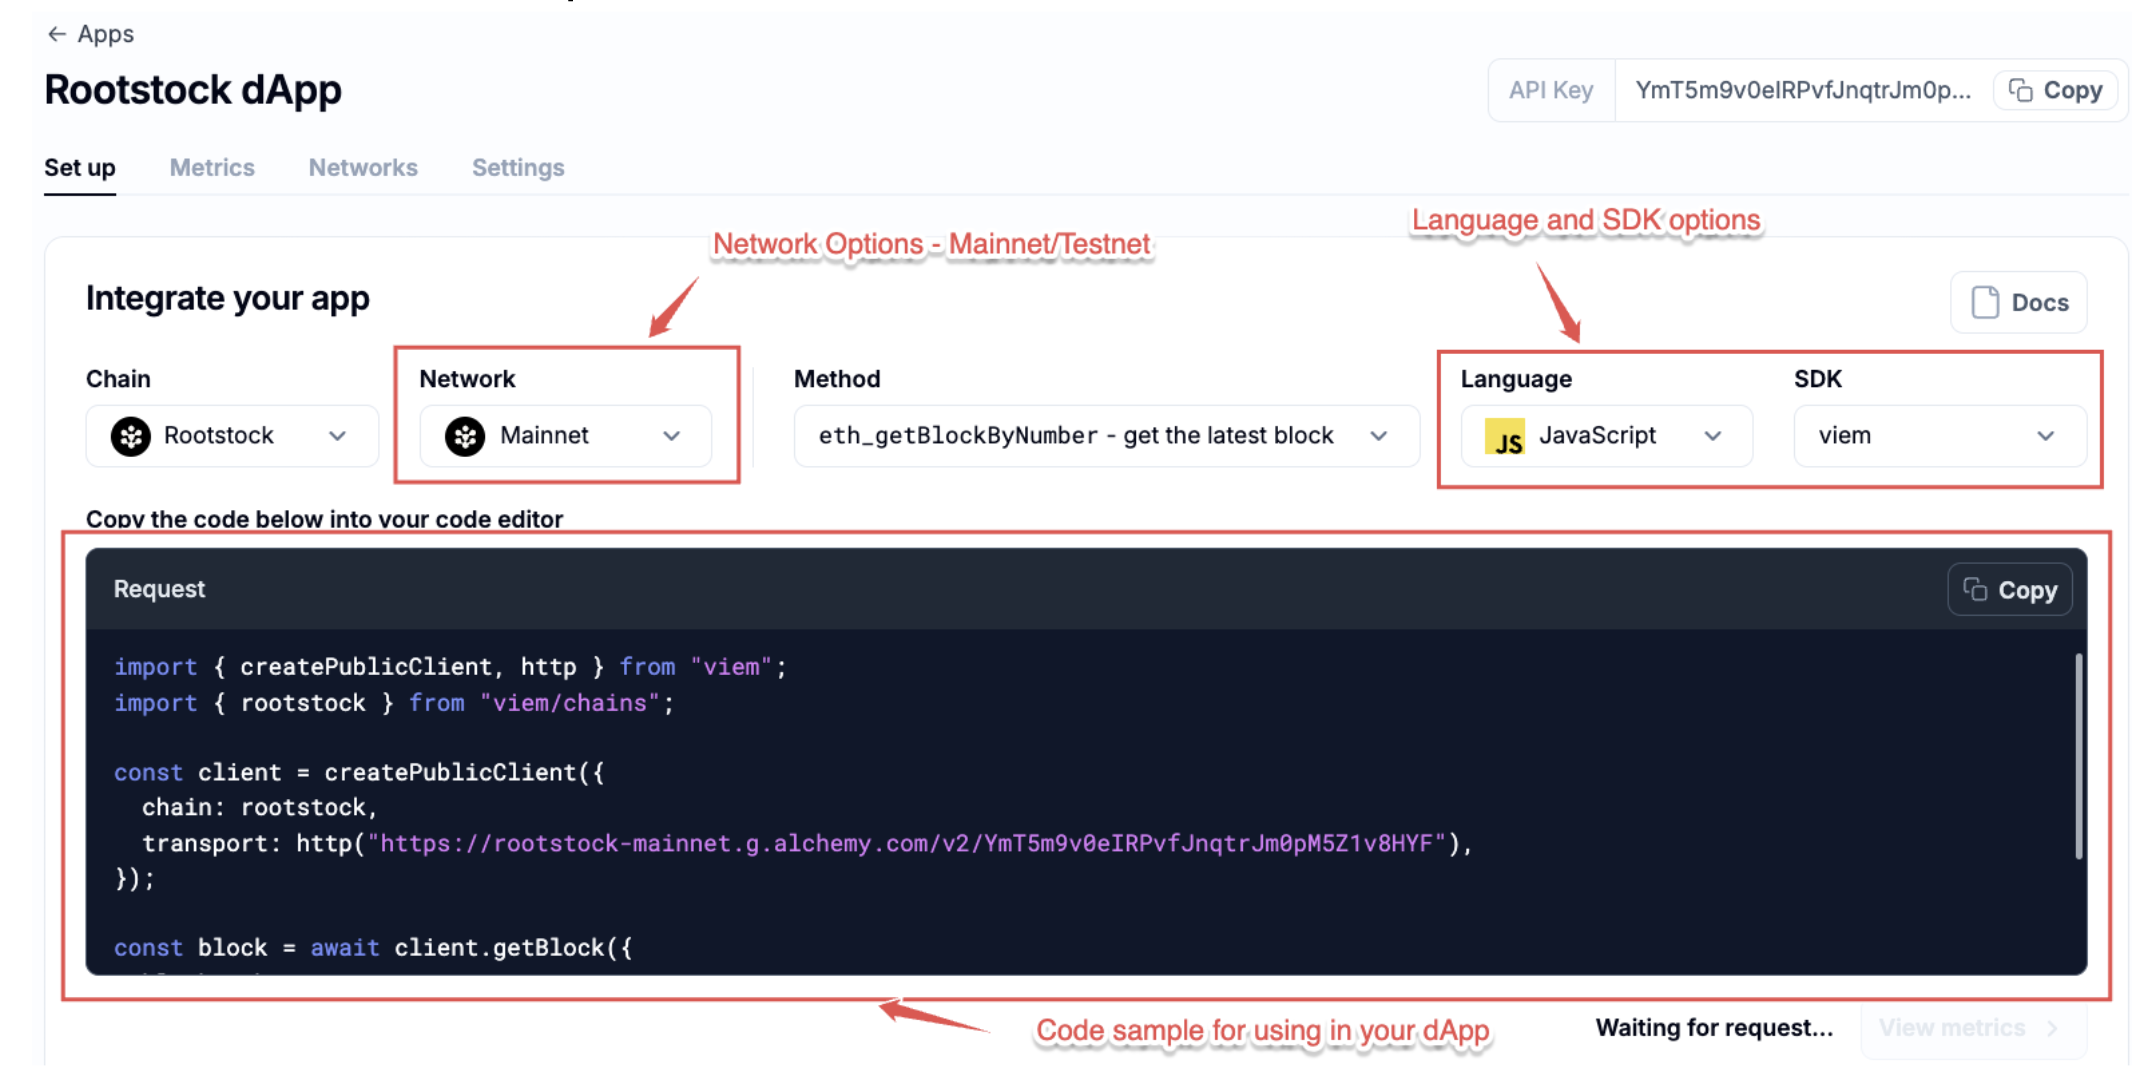 ← Apps
Rootstock dApp
API Key YmT5m9v0eIRPvfJnqtrJm0p... Copy
Set up Metrics Networks Settings
Network Options - Mainnet/Testnet
Language and SDK options
Integrate your app
Docs
Chain Network Method Language SDK
Rootstock Mainnet eth_getBlockByNumber - get the latest block JS JavaScript viem
Copy the code below into your code editor
Request Copy
import { createPublicClient, http } from "viem";
import { rootstock } from "viem/chains";
const client = createPublicClient({
chain: rootstock,
transport: http("https://rootstock-mainnet.g.alchemy.com/v2/YmT5m9v0eIRPvfJnqtrJm0pM5Z1v8HYF"),
});
const block = await client.getBlock({
Code sample for using in your dApp
Waiting for request... View metrics >